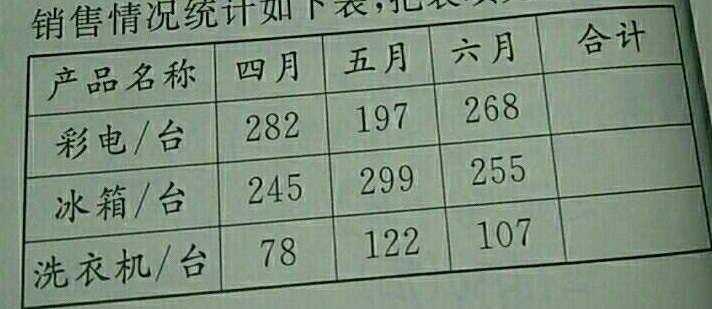 销售情况统计如下表,把表
产品名称 四月 五月 六月 合计
彩电/台 282 197 268
冰箱/台 245 299 255
洗衣机/台 78 122 107